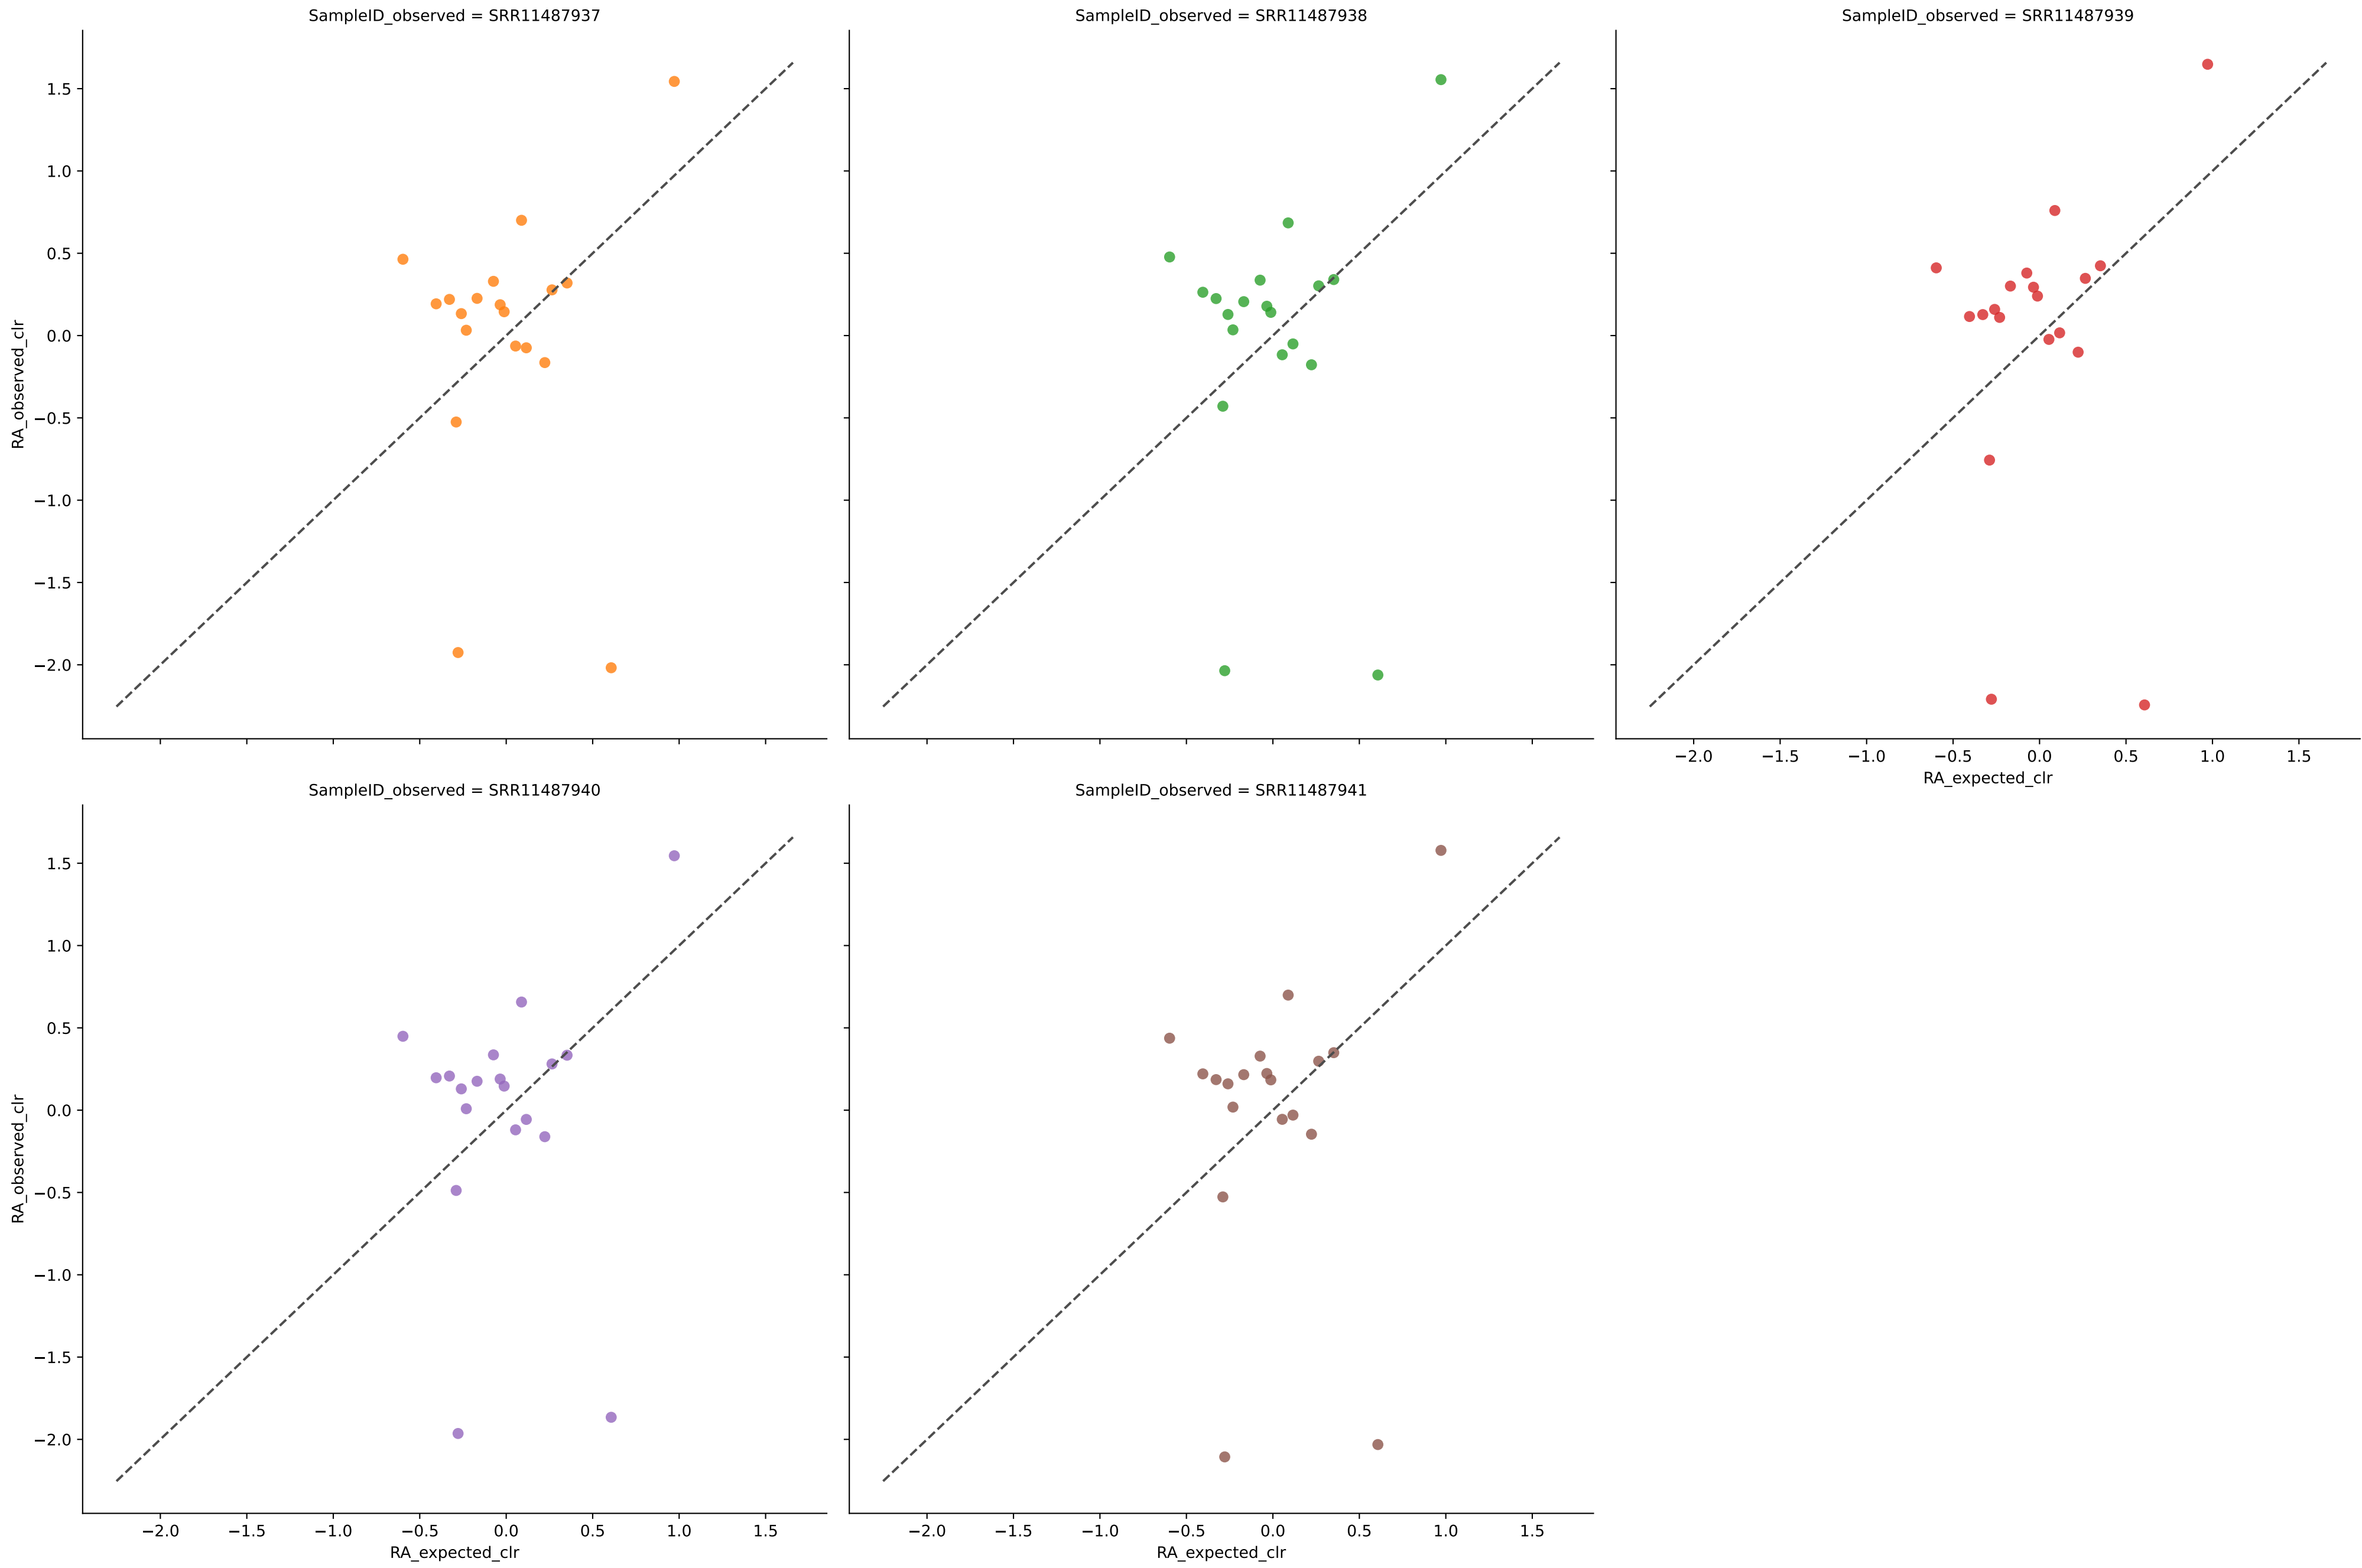 SampleID_observed = SRR11487937
SampleID_observed = SRR11487938
SampleID_observed = SRR11487939
1.5
1.0
0.5
0.0
−0.5
−1.0
−1.5
−2.0
RA_observed_clr
−2.0 −1.5 −1.0 −0.5 0.0 0.5 1.0 1.5
RA_expected_clr
SampleID_observed = SRR11487940
SampleID_observed = SRR11487941
1.5
1.0
0.5
0.0
−0.5
−1.0
−1.5
−2.0
RA_observed_clr
−2.0 −1.5 −1.0 −0.5 0.0 0.5 1.0 1.5
RA_expected_clr
−2.0 −1.5 −1.0 −0.5 0.0 0.5 1.0 1.5
RA_expected_clr